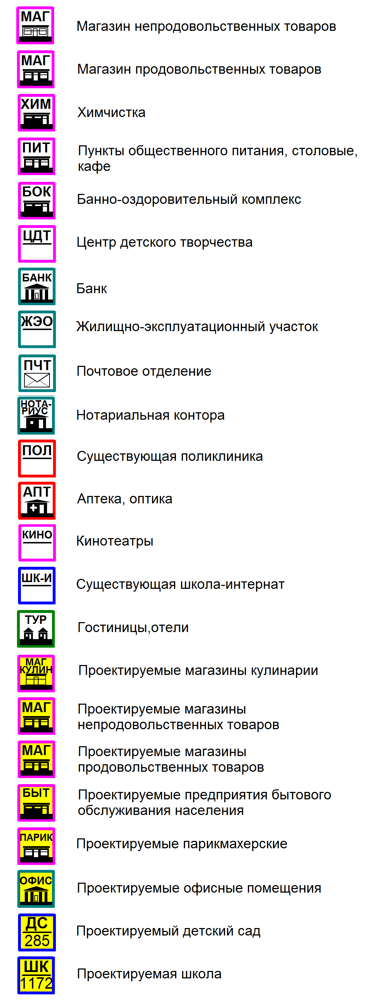 МАГ
Магазин непродовольственных товаров
МАГ
Магазин продовольственных товаров
ХИМ
Химчистка
ПИТ
Пункты общественного питания, столовые,
кафе
БОК
Банно-оздоровительный комплекс
ЦДТ
Центр детского творчества
БАНК
Банк
ЖЭО
Жилищно-эксплуатационный участок
ПЧТ
Почтовое отделение
НОТА-
РИУС
Нотариальная контора
ПОЛ
Существующая поликлиника
АПТ
Аптека, оптика
КИНО
Кинотеатры
ШК-И
Существующая школа-интернат
ТУР
Гостиницы,отели
МАГ
КУЛИН
Проектируемые магазины кулинарии
МАГ
Проектируемые магазины
непродовольственных товаров
МАГ
Проектируемые магазины
продовольственных товаров
БЫТ
Проектируемые предприятия бытового
обслуживания населения
ПАРИК
Проектируемые парикмахерские
ОФИС
Проектируемые офисные помещения
ДС
285
Проектируемый детский сад
ШК
1172
Проектируемая школа